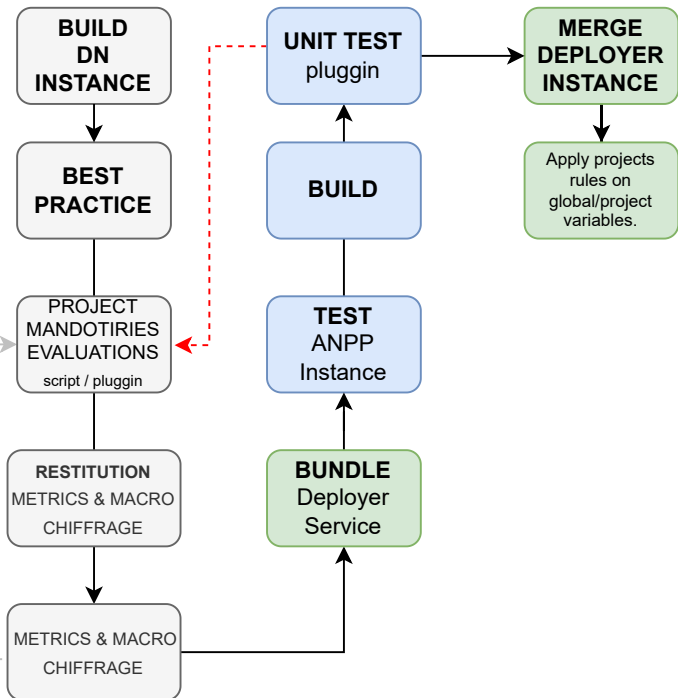 BUILD
DN
INSTANCE
BEST
PRACTICE
PROJECT
MANDOTIRIES
EVALUATIONS
script / pluggin
RESTITUTION
METRICS & MACRO
CHIFFRAGE
METRICS & MACRO
CHIFFRAGE
UNIT TEST
pluggin
BUILD
TEST
ANPP
Instance
BUNDLE
Deployer
Service
MERGE
DEPLOYER
INSTANCE
Apply projects
rules on
global/project
variables.